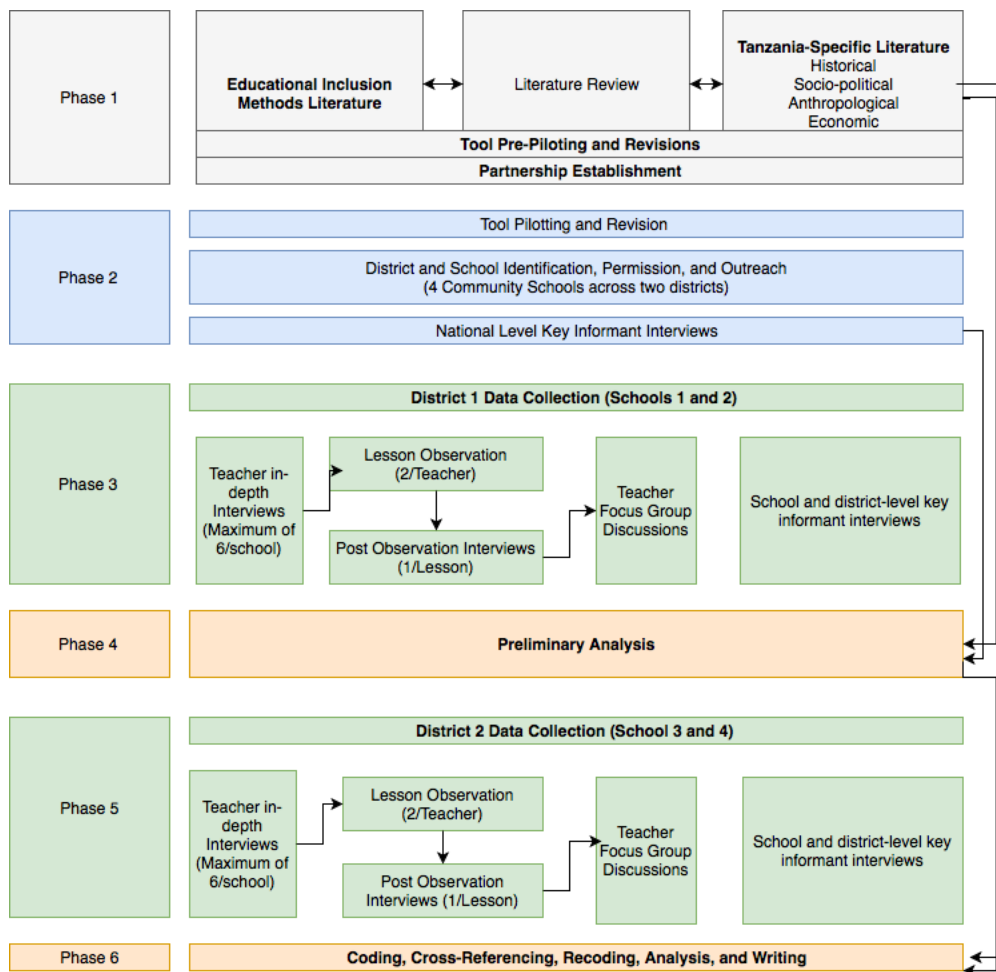 Phase 1
Educational Inclusion
Methods Literature
Literature Review
Tanzania-Specific Literature
Historical
Socio-political
Anthropological
Economic
Tool Pre-Piloting and Revisions
Partnership Establishment
Phase 2
Tool Pilotting and Revision
District and School Identification, Permission, and Outreach
(4 Community Schools across two districts)
National Level Key Informant Interviews
Phase 3
District 1 Data Collection (Schools 1 and 2)
Teacher in-
depth
Interviews
(Maximum of
6/school)
Lesson Observation
(2/Teacher)
Post Observation Interviews
(1/Lesson)
Teacher
Focus Group
Discussions
School and district-level key
informant interviews
Phase 4
Preliminary Analysis
Phase 5
District 2 Data Collection (School 3 and 4)
Teacher in-
depth
Interviews
(Maximum of
6/school)
Lesson Observation
(2/Teacher)
Post Observation
Interviews (1/Lesson)
Teacher
Focus Group
Discussions
School and district-level key
informant interviews
Phase 6
Coding, Cross-Referencing, Recoding, Analysis, and Writing